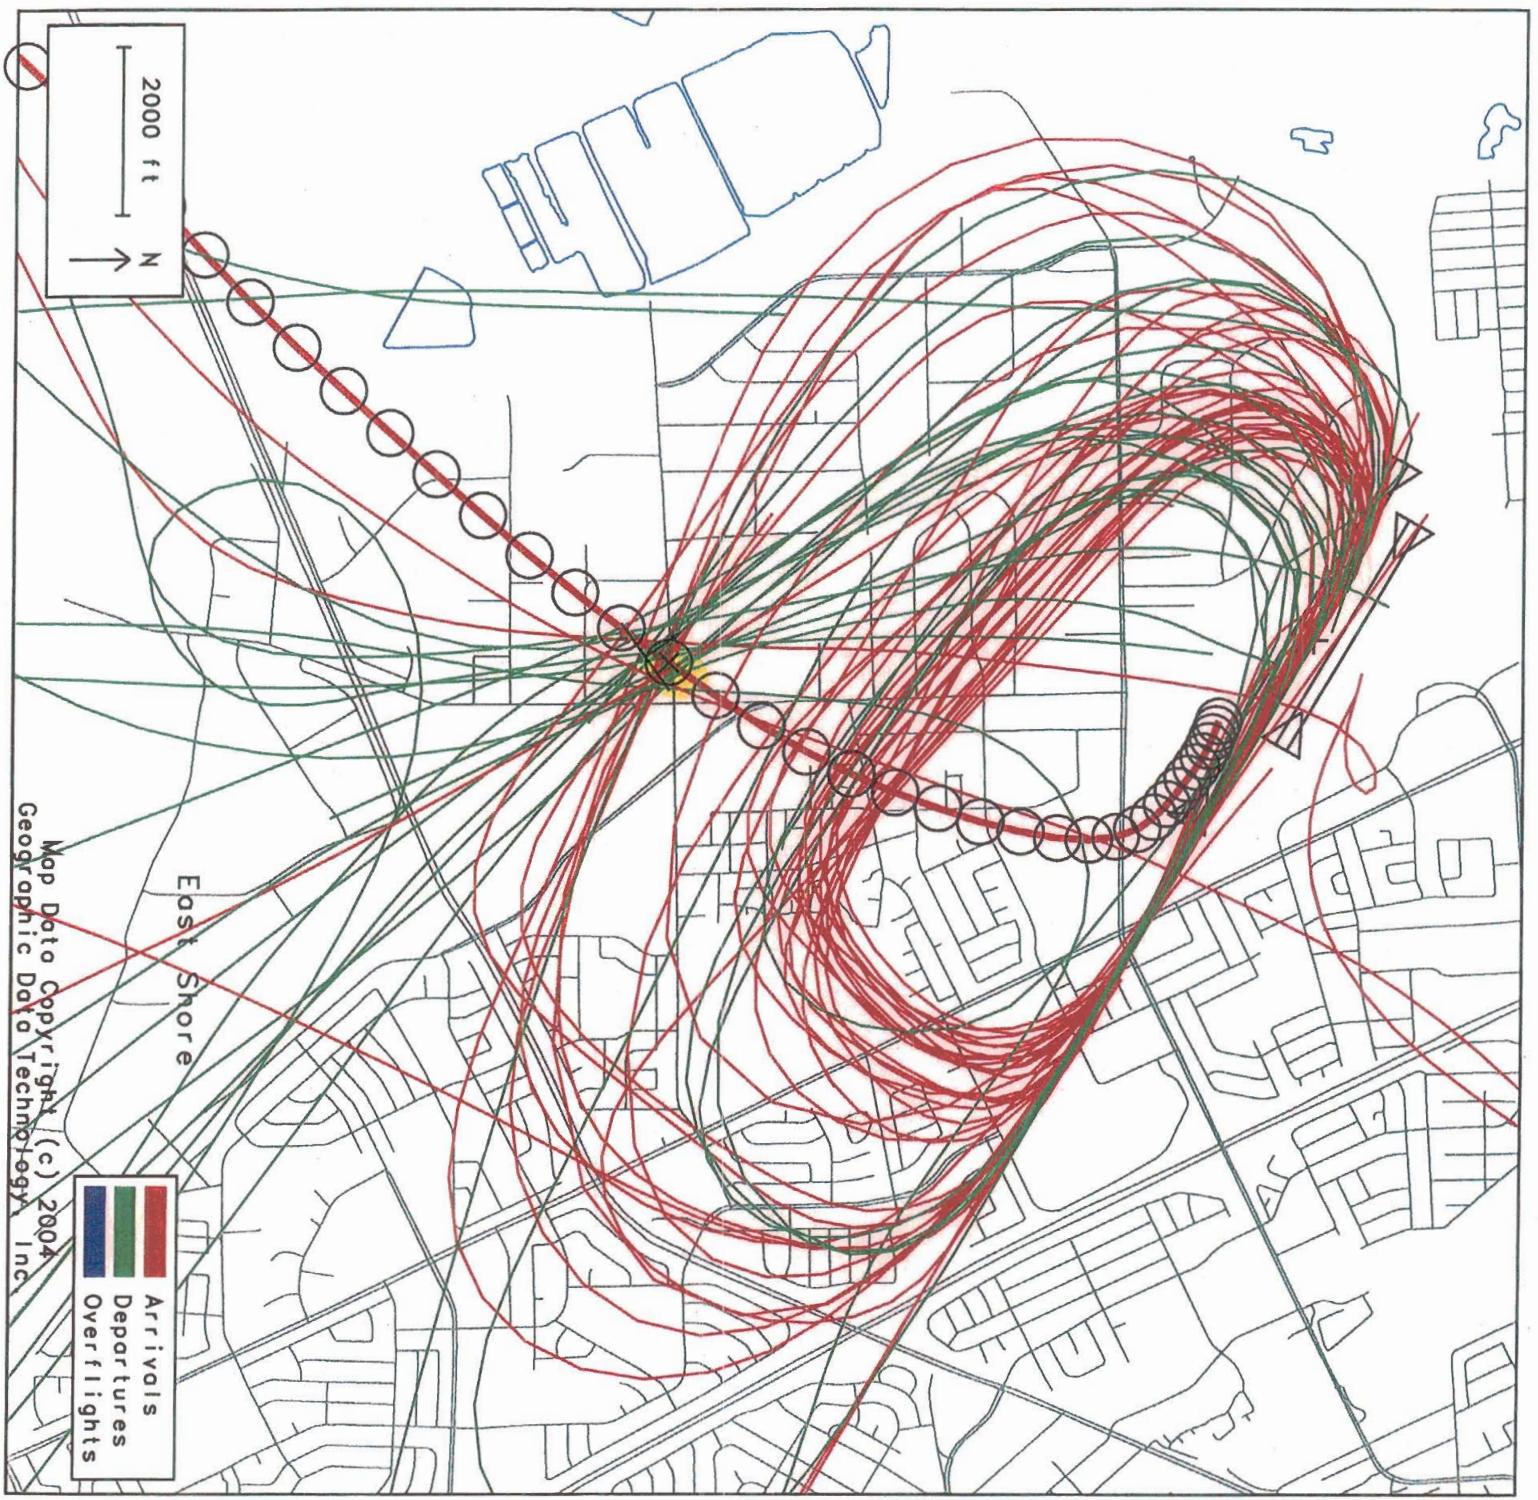 2000 ft
N
East Shore
Map Data Copyright (c) 2004
Geographic Data Technology, Inc
Arrivals
Departures
Overflights